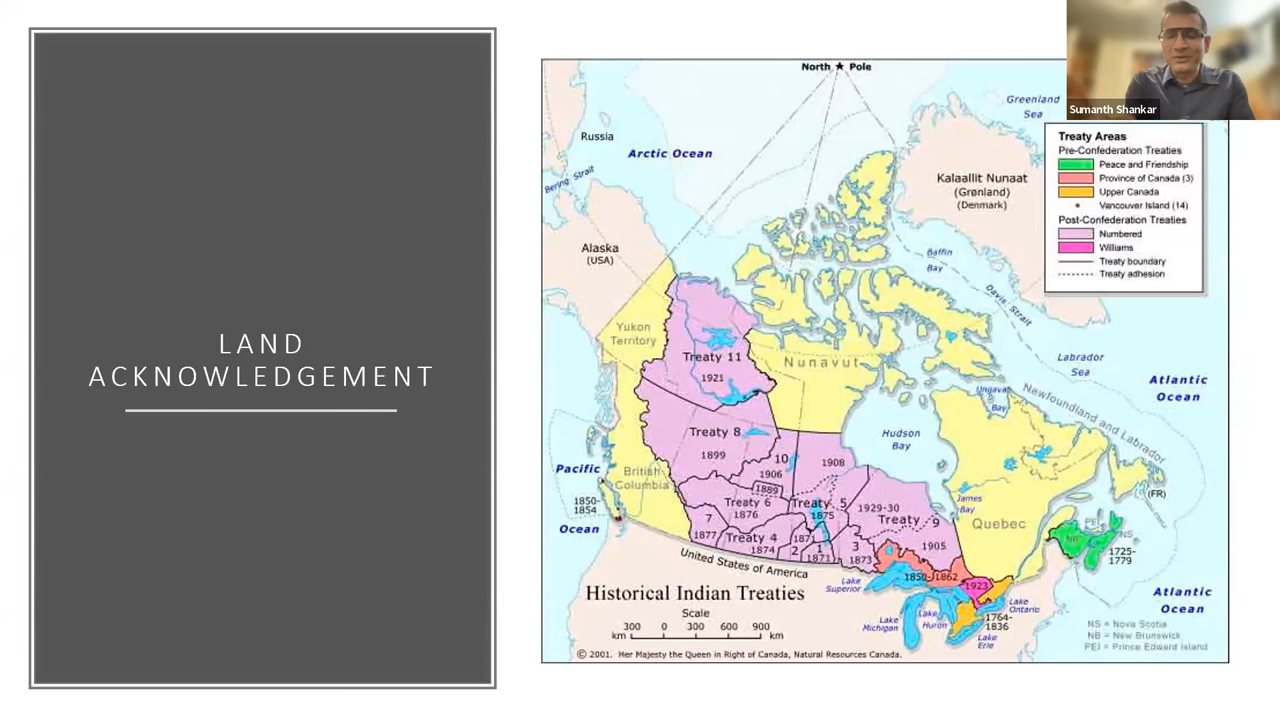 LAND
ACKNOWLEDGEMENT
Sumanth Shankar
North ★ Pole
Greenland
Sea
Russia
Arctic Ocean
Bering Strait
Kalaallit Nunaat
(Grønland)
(Denmark)
Alaska
(USA)
Baffin
Bay
Davis Strait
Treaty Areas
Pre-Confederation Treaties
Peace and Friendship
Province of Canada (3)
Upper Canada
Vancouver Island (14)
Post-Confederation Treaties
Numbered
Williams
Treaty boundary
Treaty adhesion
Yukon
Territory
Treaty 11
1921
Nunavut
Labrador
Sea
Atlantic
Ocean
Ungava
Bay
Newfoundland and Labrador
Hudson
Bay
Treaty 8
1899
10
1906
1908
British
Columbia
Pacific
Ocean
1850-
1854
1889
Treaty 6
1876
Treaty 5
1875
1929-30
Treaty 9
1905
James
Bay
Quebec
(FR)
7
1877
Treaty 4
1874
1871
2
1
1871
3
1873
PEI
NB
NS
1725-
1779
United States of America
Lake
Superior
1850-1862
1923
Lake
Ontario
1764-
1836
Lake
Michigan
Lake
Huron
Lake
Erie
Historical Indian Treaties
Scale
300 0 300 600 900
km km
Atlantic
Ocean
NS = Nova Scotia
NB = New Brunswick
PEI = Prince Edward Island
© 2001. Her Majesty the Queen in Right of Canada, Natural Resources Canada.